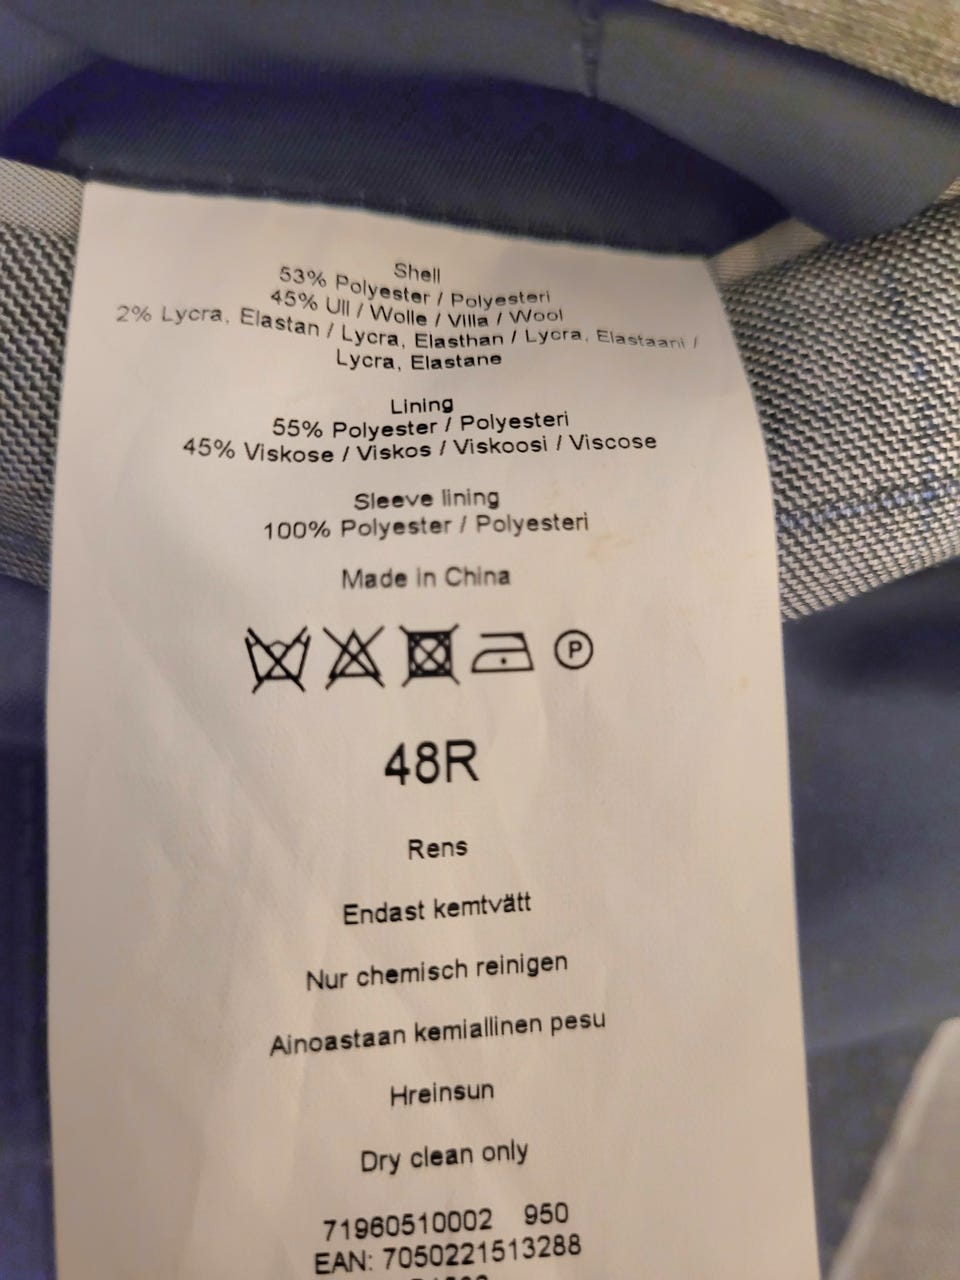 Shell
53% Polyester / Polyesteri
45% Ull / Wolle / Villa / Wool
2% Lycra, Elastan / Lycra, Elasthan / Lycra, Elastaani /
Lycra, Elastane
Lining
55% Polyester / Polyesteri
45% Viskose / Viskos / Viskoosi / Viscose
Sleeve lining
100% Polyester / Polyesteri
Made in China
P
48R
Rens
Endast kemtvätt
Nur chemisch reinigen
Ainoastaan kemiallinen pesu
Hreinsun
Dry clean only
71960510002 950
EAN: 7050221513288